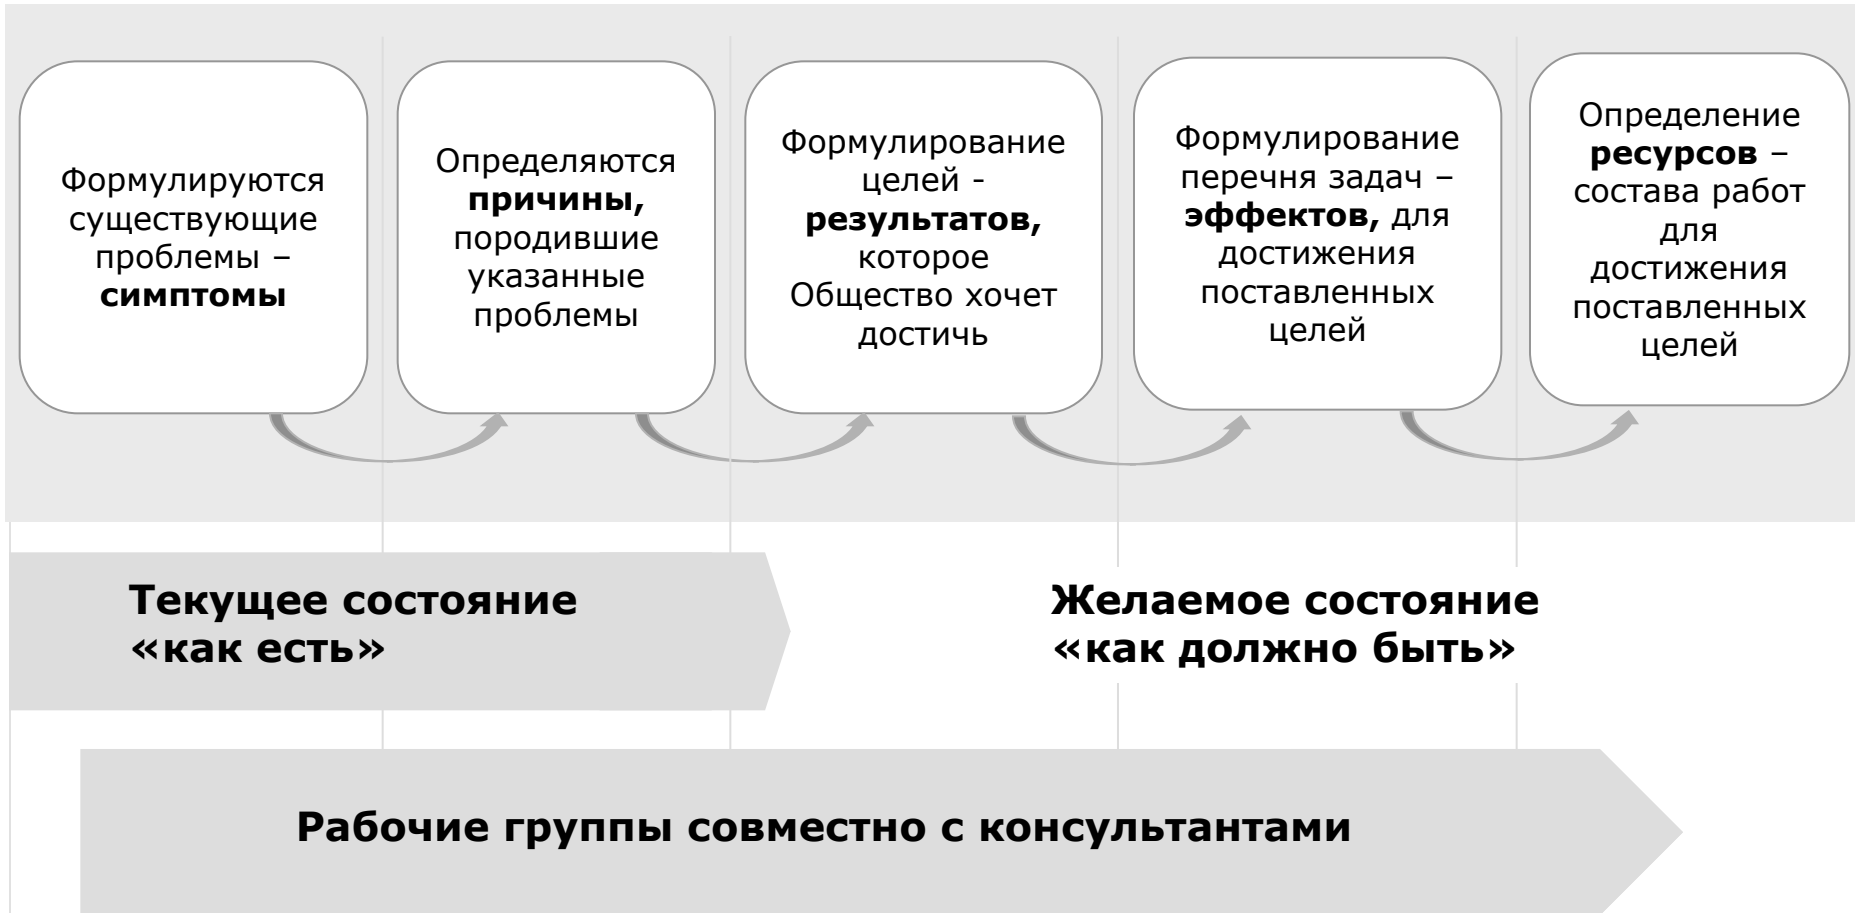 Формулируются
существующие
проблемы –
симптомы
Определяются
причины,
породившие
указанные
проблемы
Формулирование
целей -
результатов,
которое
Общество хочет
достичь
Формулирование
перечня задач –
эффектов, для
достижения
поставленных
целей
Определение
ресурсов –
состава работ
для
достижения
поставленных
целей
Текущее состояние
«как есть»
Желаемое состояние
«как должно быть»
Рабочие группы совместно с консультантами